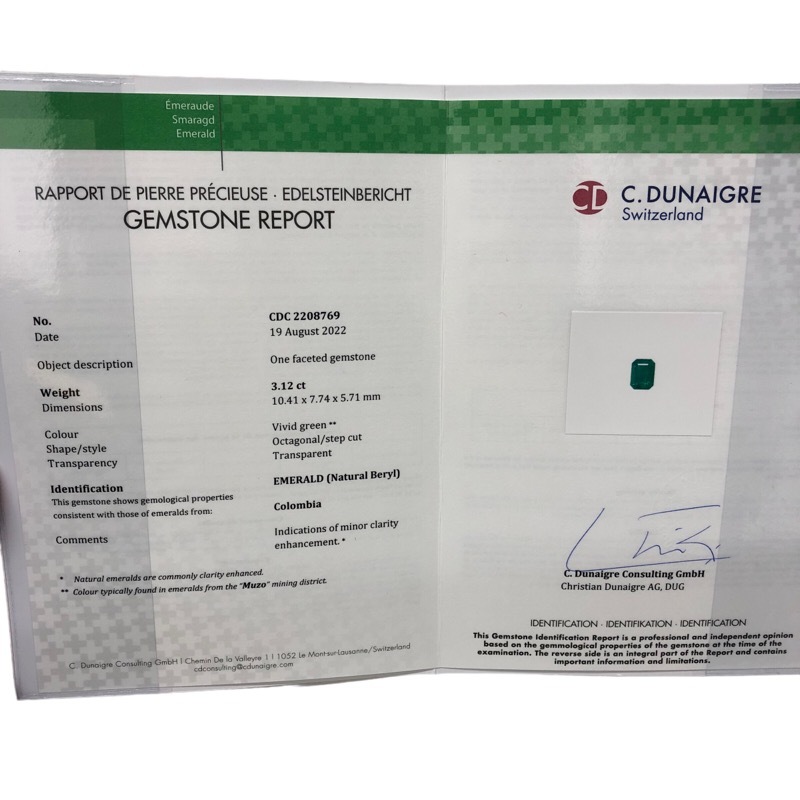 Émeraude
Smaragd
Emerald
RAPPORT DE PIERRE PRÉCIEUSE · EDELSTEINBERICHT
GEMSTONE REPORT
No. CDC 2208769
Date 19 August 2022
Object description One faceted gemstone
Weight 3.12 ct
Dimensions 10.41 x 7.74 x 5.71 mm
Colour Vivid green **
Shape/style Octagonal/step cut
Transparency Transparent
Identification EMERALD (Natural Beryl)
This gemstone shows gemological properties
consistent with those of emeralds from: Colombia
Comments Indications of minor clarity
enhancement. *
* Natural emeralds are commonly clarity enhanced.
** Colour typically found in emeralds from the "Muzo" mining district.
C. Dunaigre Consulting GmbH | Chemin De la Valleyre 1 | 1052 Le Mont-sur-Lausanne/Switzerland
cdconsulting@cdunaigre.com
CD C. DUNAIGRE
Switzerland
C. Dunaigre Consulting GmbH
Christian Dunaigre AG, DUG
IDENTIFICATION · IDENTIFIKATION · IDENTIFICATION
This Gemstone Identification Report is a professional and independent opinion
based on the gemmological properties of the gemstone at the time of the
examination. The reverse side is an integral part of the Report and contains
important information and limitations.